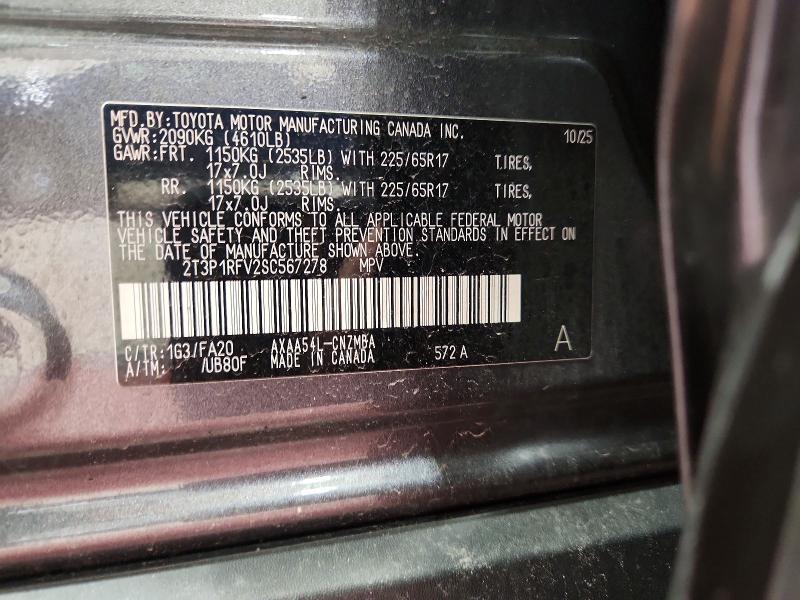 MFD.BY:TOYOTA MOTOR MANUFACTURING CANADA INC. 10/25
GVWR:2090KG (4610LB)
GAWR:FRT. 1150KG (2535LB) WITH 225/65R17 TIRES,
17x7.0J RIMS.
RR. 1150KG (2535LB) WITH 225/65R17 TIRES,
17x7.0J RIMS.
THIS VEHICLE CONFORMS TO ALL APPLICABLE FEDERAL MOTOR
VEHICLE SAFETY AND THEFT PREVENTION STANDARDS IN EFFECT ON
THE DATE OF MANUFACTURE SHOWN ABOVE.
2T3P1RFV2SC567278 MPV
C/TR:1G3/FA20 AXAA54L-CNZMBA 572 A A
A/TM: /UB80F MADE IN CANADA